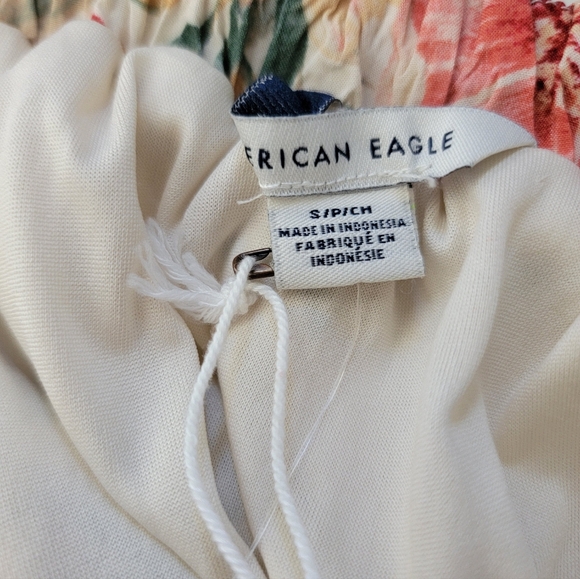 ERICAN EAGLE
S/P/CH
MADE IN INDONESIA
FABRIQUÉ EN
INDONÉSIE